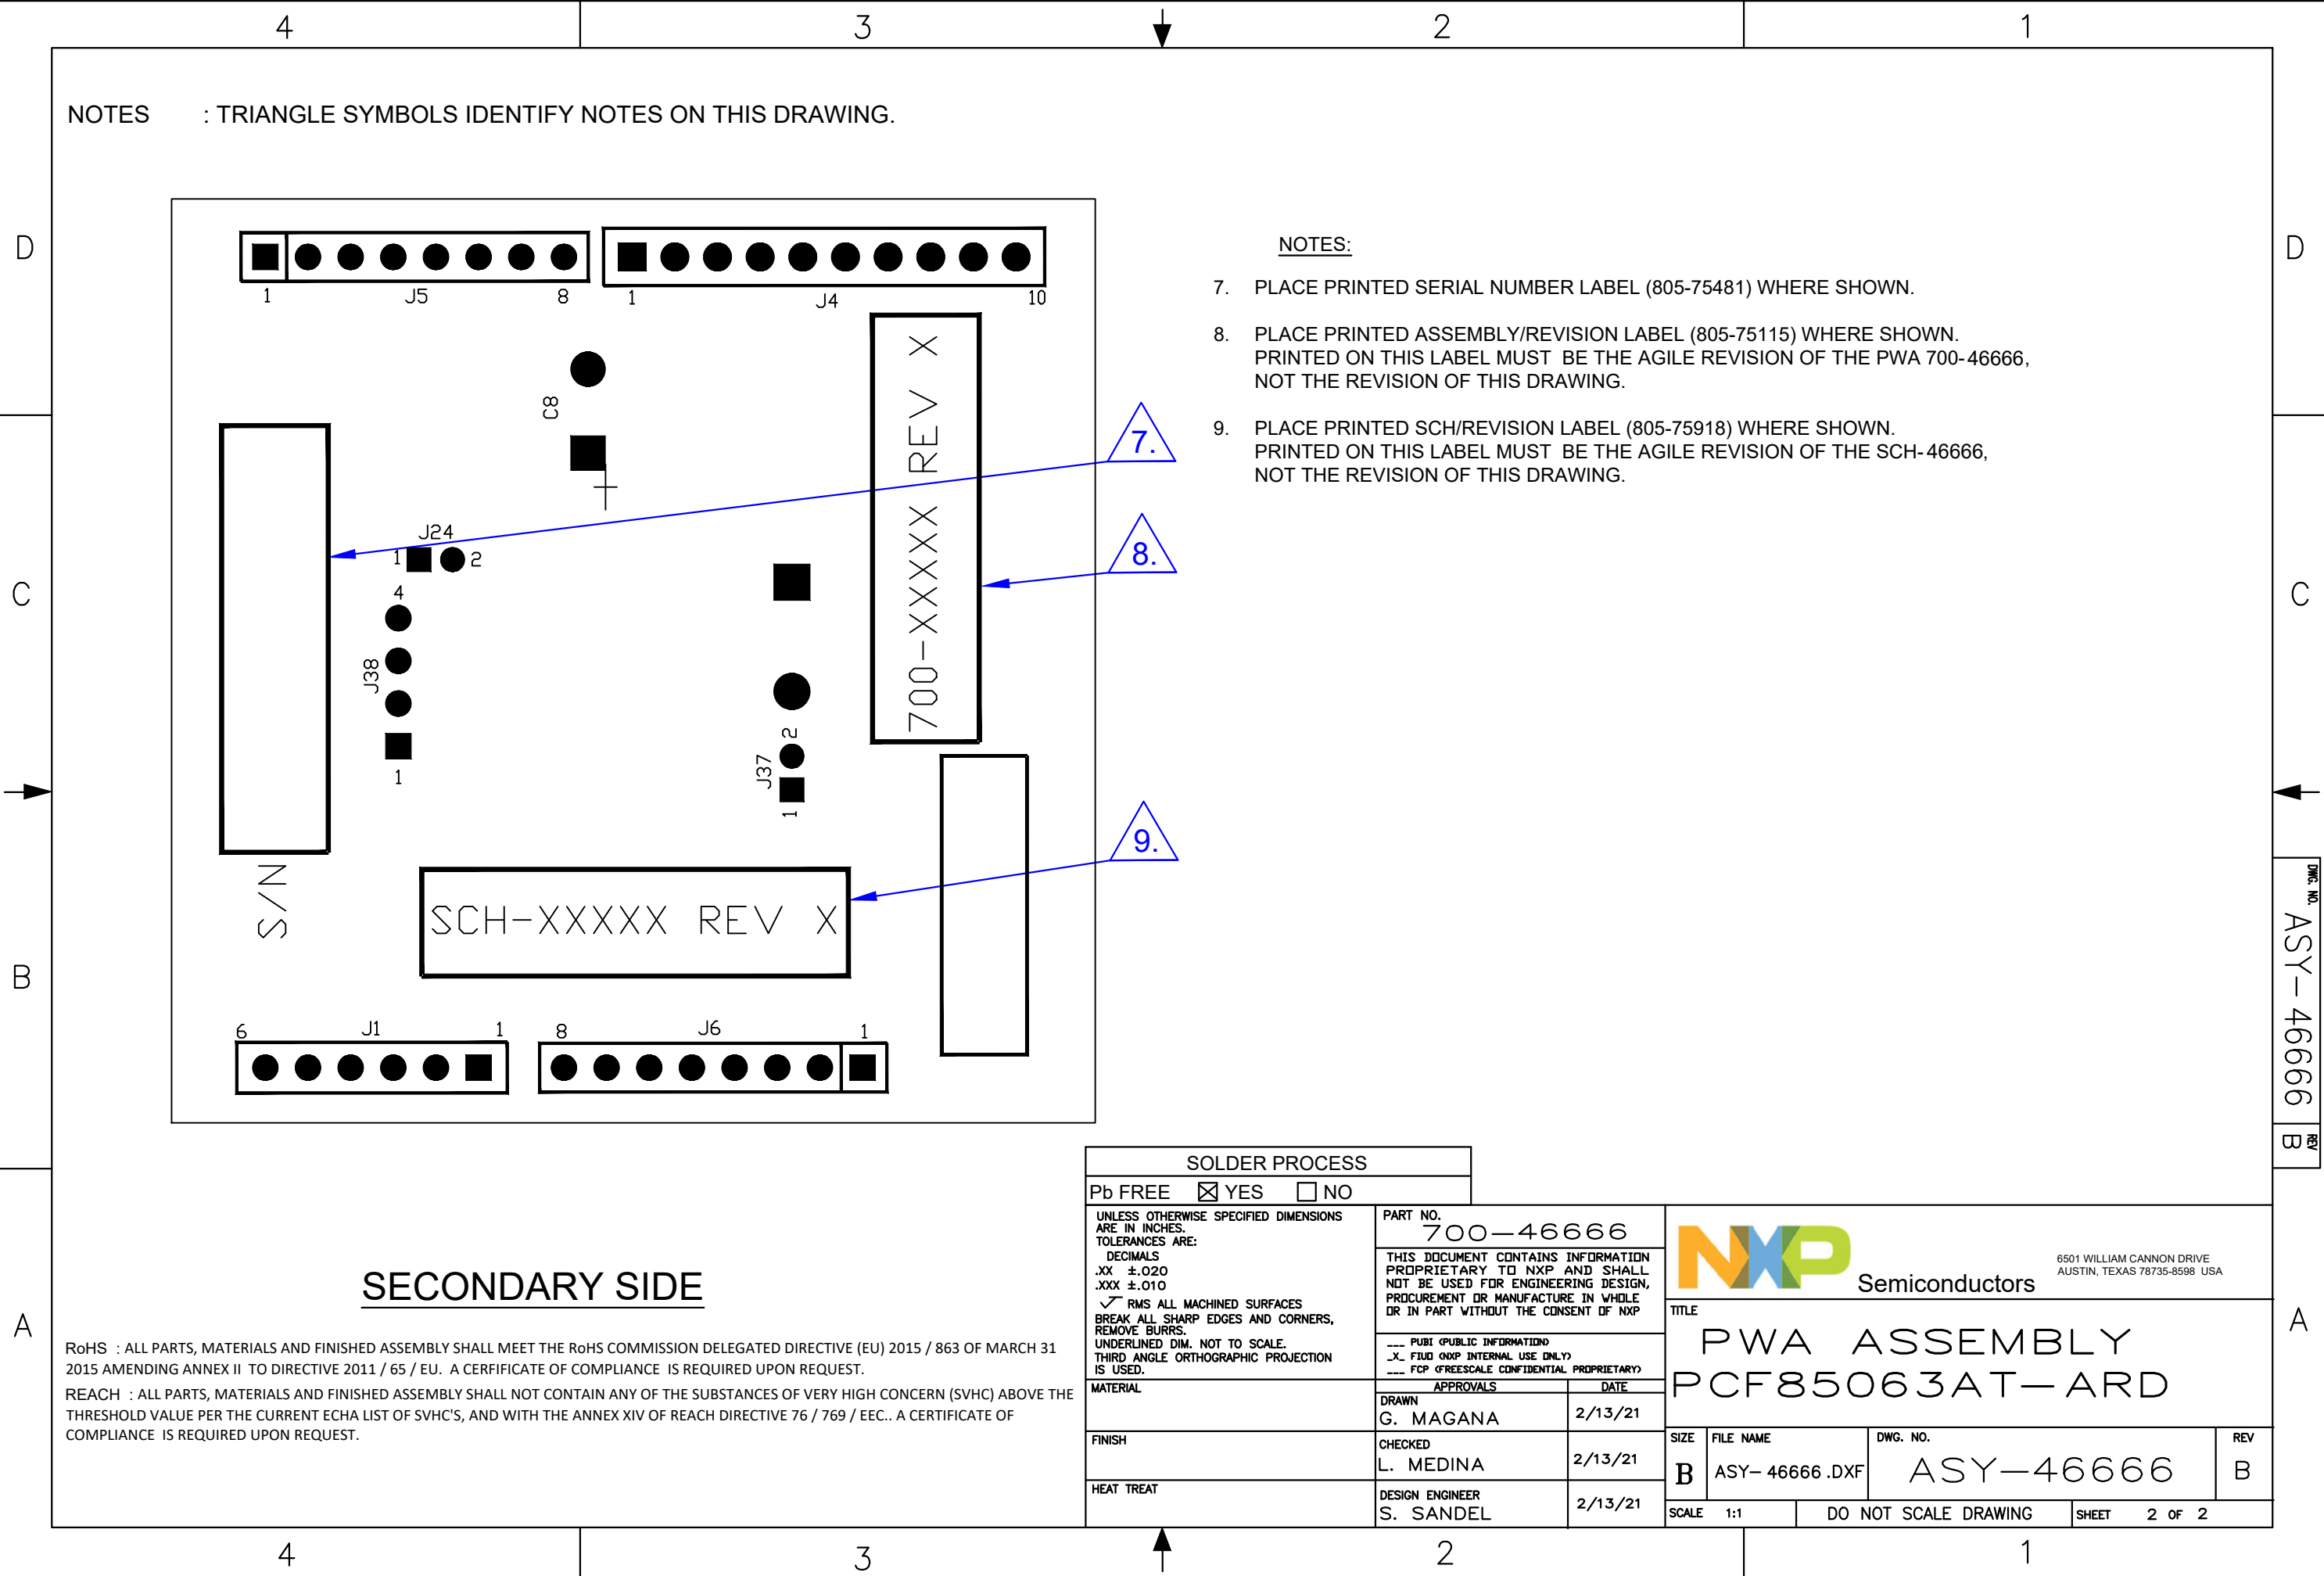 4 3 2 1
NOTES : TRIANGLE SYMBOLS IDENTIFY NOTES ON THIS DRAWING.
D D
C C
B B
A A
1 J5 8
1 J4 10
C8
J24
1 2
4
J38
1
2
J37
1
700-XXXXX REV X
S/N
SCH-XXXXX REV X
6 J1 1
8 J6 1
7.
8.
9.
NOTES:
7. PLACE PRINTED SERIAL NUMBER LABEL (805-75481) WHERE SHOWN.
8. PLACE PRINTED ASSEMBLY/REVISION LABEL (805-75115) WHERE SHOWN.
PRINTED ON THIS LABEL MUST BE THE AGILE REVISION OF THE PWA 700-46666,
NOT THE REVISION OF THIS DRAWING.
9. PLACE PRINTED SCH/REVISION LABEL (805-75918) WHERE SHOWN.
PRINTED ON THIS LABEL MUST BE THE AGILE REVISION OF THE SCH-46666,
NOT THE REVISION OF THIS DRAWING.
DWG. NO.
ASY-46666
REV
B
SECONDARY SIDE
RoHS : ALL PARTS, MATERIALS AND FINISHED ASSEMBLY SHALL MEET THE RoHS COMMISSION DELEGATED DIRECTIVE (EU) 2015 / 863 OF MARCH 31
2015 AMENDING ANNEX II TO DIRECTIVE 2011 / 65 / EU. A CERFIFICATE OF COMPLIANCE IS REQUIRED UPON REQUEST.
REACH : ALL PARTS, MATERIALS AND FINISHED ASSEMBLY SHALL NOT CONTAIN ANY OF THE SUBSTANCES OF VERY HIGH CONCERN (SVHC) ABOVE THE
THRESHOLD VALUE PER THE CURRENT ECHA LIST OF SVHC'S, AND WITH THE ANNEX XIV OF REACH DIRECTIVE 76 / 769 / EEC.. A CERTIFICATE OF
COMPLIANCE IS REQUIRED UPON REQUEST.
SOLDER PROCESS
Pb FREE YES NO
UNLESS OTHERWISE SPECIFIED DIMENSIONS
ARE IN INCHES.
TOLERANCES ARE:
DECIMALS
.XX ±.020
.XXX ±.010
RMS ALL MACHINED SURFACES
BREAK ALL SHARP EDGES AND CORNERS,
REMOVE BURRS.
UNDERLINED DIM. NOT TO SCALE.
THIRD ANGLE ORTHOGRAPHIC PROJECTION
IS USED.
MATERIAL
FINISH
HEAT TREAT
PART NO.
700-46666
THIS DOCUMENT CONTAINS INFORMATION
PROPRIETARY TO NXP AND SHALL
NOT BE USED FOR ENGINEERING DESIGN,
PROCUREMENT OR MANUFACTURE IN WHOLE
OR IN PART WITHOUT THE CONSENT OF NXP
___ PUBI (PUBLIC INFORMATION)
_X_ FIUO (NXP INTERNAL USE ONLY)
___ FCP (FREESCALE CONFIDENTIAL PROPRIETARY)
APPROVALS DATE
DRAWN
G. MAGANA 2/13/21
CHECKED
L. MEDINA 2/13/21
DESIGN ENGINEER
S. SANDEL 2/13/21
NXP Semiconductors
6501 WILLIAM CANNON DRIVE
AUSTIN, TEXAS 78735-8598 USA
TITLE
PWA ASSEMBLY
PCF85063AT-ARD
SIZE FILE NAME DWG. NO. REV
B ASY-46666.DXF ASY-46666 B
SCALE 1:1 DO NOT SCALE DRAWING SHEET 2 OF 2
4 3 2 1